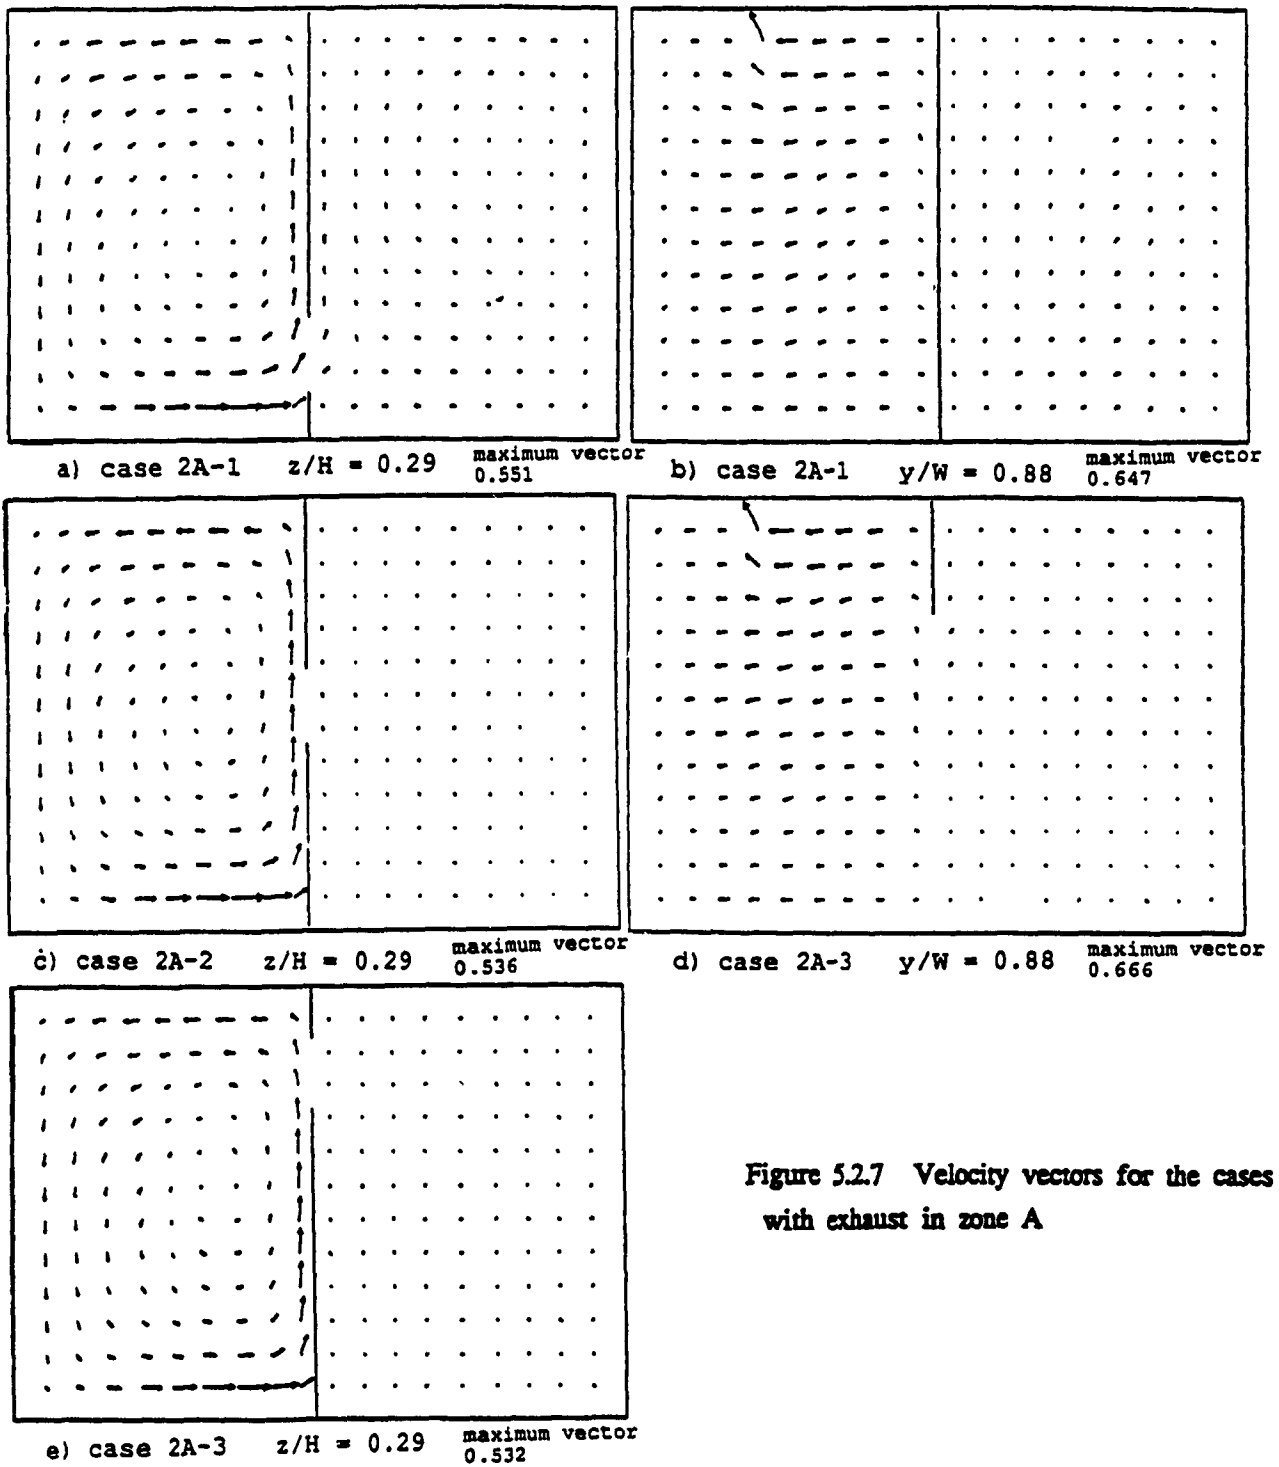 a) case 2A-1 z/H = 0.29 maximum vector 0.551
b) case 2A-1 y/W = 0.88 maximum vector 0.647
c) case 2A-2 z/H = 0.29 maximum vector 0.536
d) case 2A-3 y/W = 0.88 maximum vector 0.666
e) case 2A-3 z/H = 0.29 maximum vector 0.532
Figure 5.2.7 Velocity vectors for the cases
with exhaust in zone A